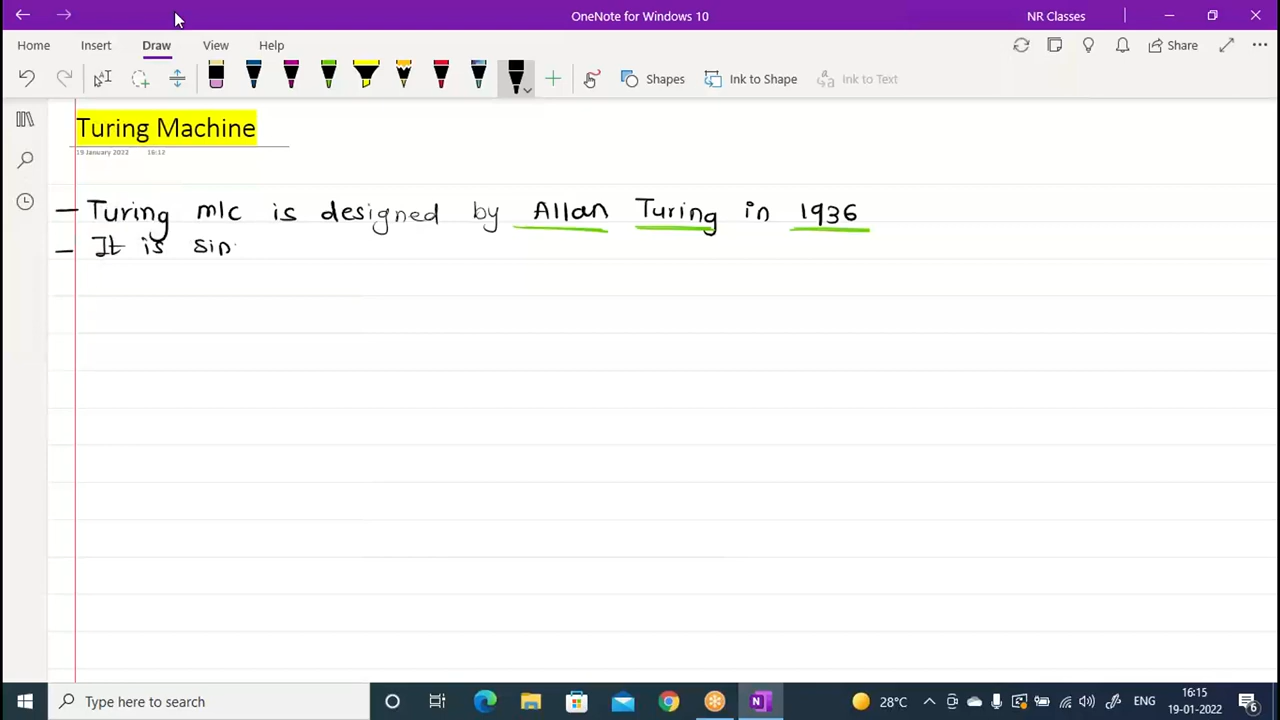 OneNote for Windows 10
NR Classes
Home Insert Draw View Help
Share
Shapes
Ink to Shape
Ink to Text
Turing Machine
19 January 2022 16:12
- Turing m/c is designed by Allan Turing in 1936
- It is sin
Type here to search
28°C
ENG
16:15
19-01-2022
6